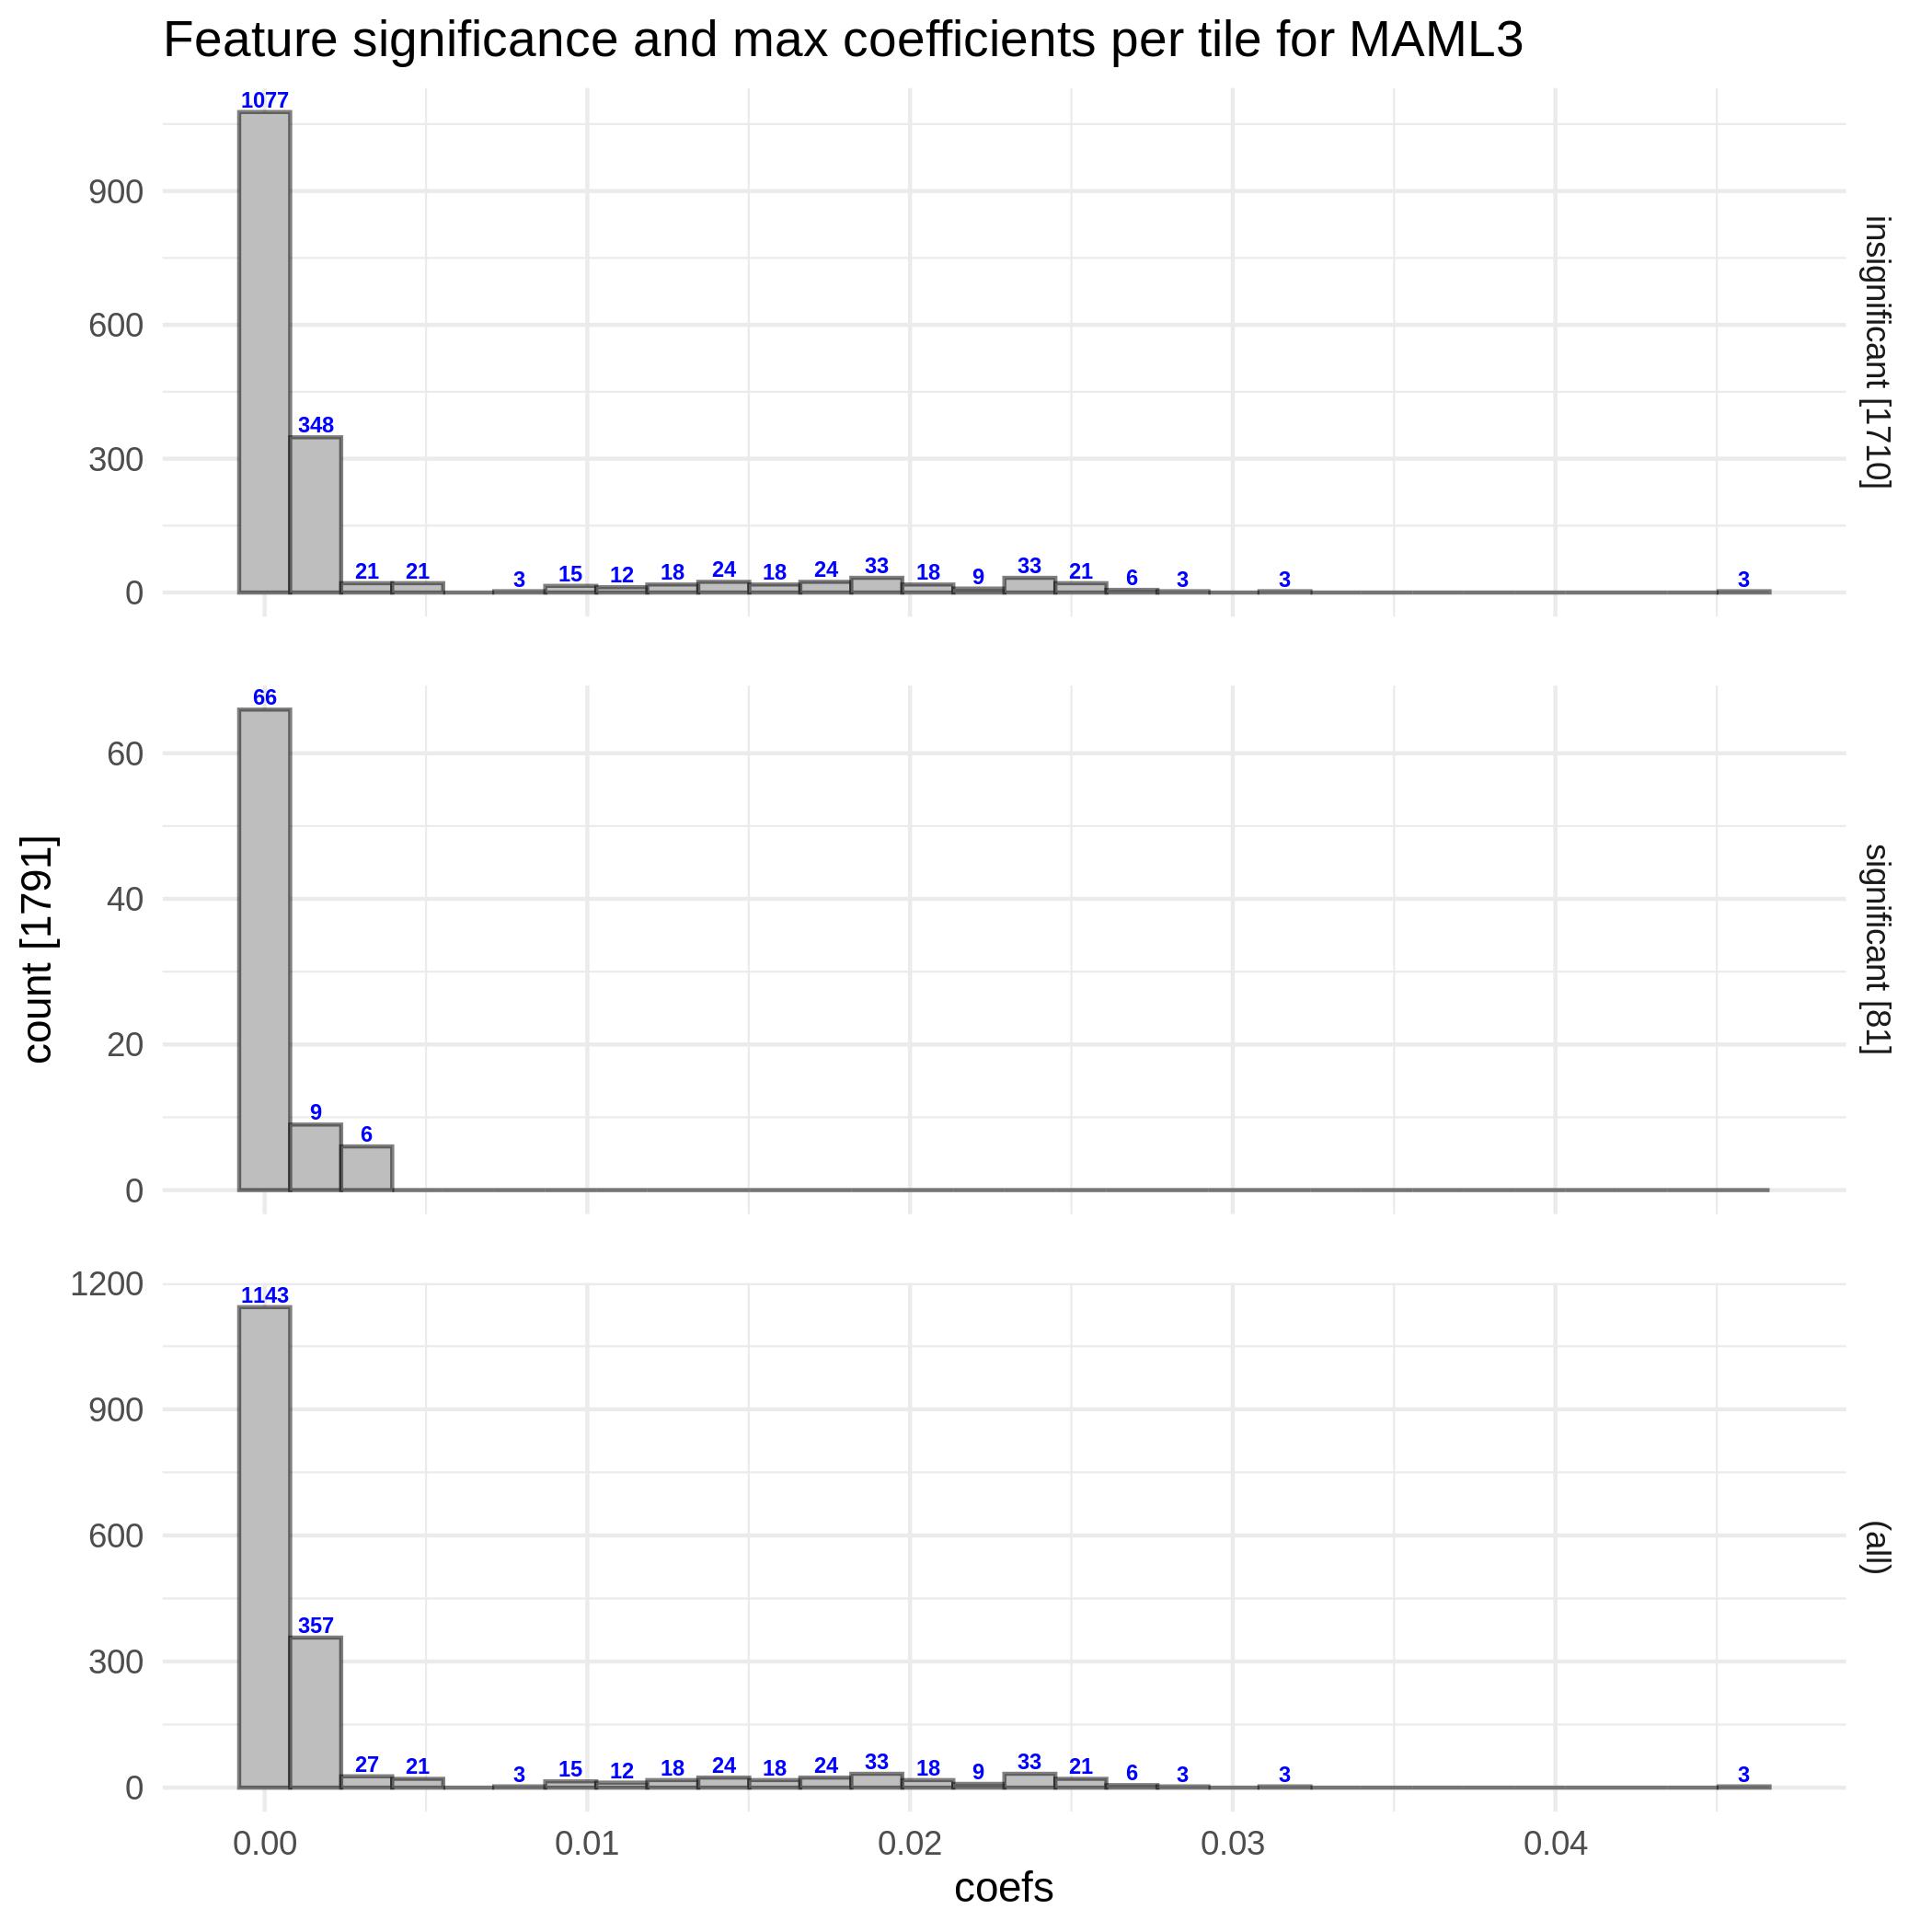 Feature significance and max coefficients per tile for MAML3
1077
348
21 21 3 15 12 18 24 18 24 33 18 9 33 21 6 3 3 3
900
600
300
0
insignificant [1710]
66
9
6
60
40
20
0
significant [81]
count [1791]
1143
357
27 21 3 15 12 18 24 18 24 33 18 9 33 21 6 3 3 3
1200
900
600
300
0
(all)
0.00 0.01 0.02 0.03 0.04
coefs